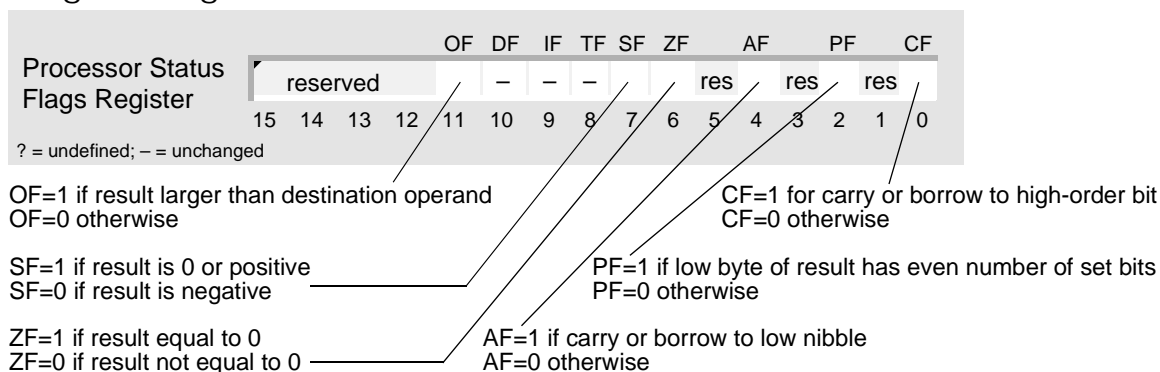 OF DF IF TF SF ZF AF PF CF
Processor Status
Flags Register
reserved – – – res res res
15 14 13 12 11 10 9 8 7 6 5 4 3 2 1 0
? = undefined; – = unchanged
OF=1 if result larger than destination operand
OF=0 otherwise
CF=1 for carry or borrow to high-order bit
CF=0 otherwise
SF=1 if result is 0 or positive
SF=0 if result is negative
PF=1 if low byte of result has even number of set bits
PF=0 otherwise
ZF=1 if result equal to 0
ZF=0 if result not equal to 0
AF=1 if carry or borrow to low nibble
AF=0 otherwise